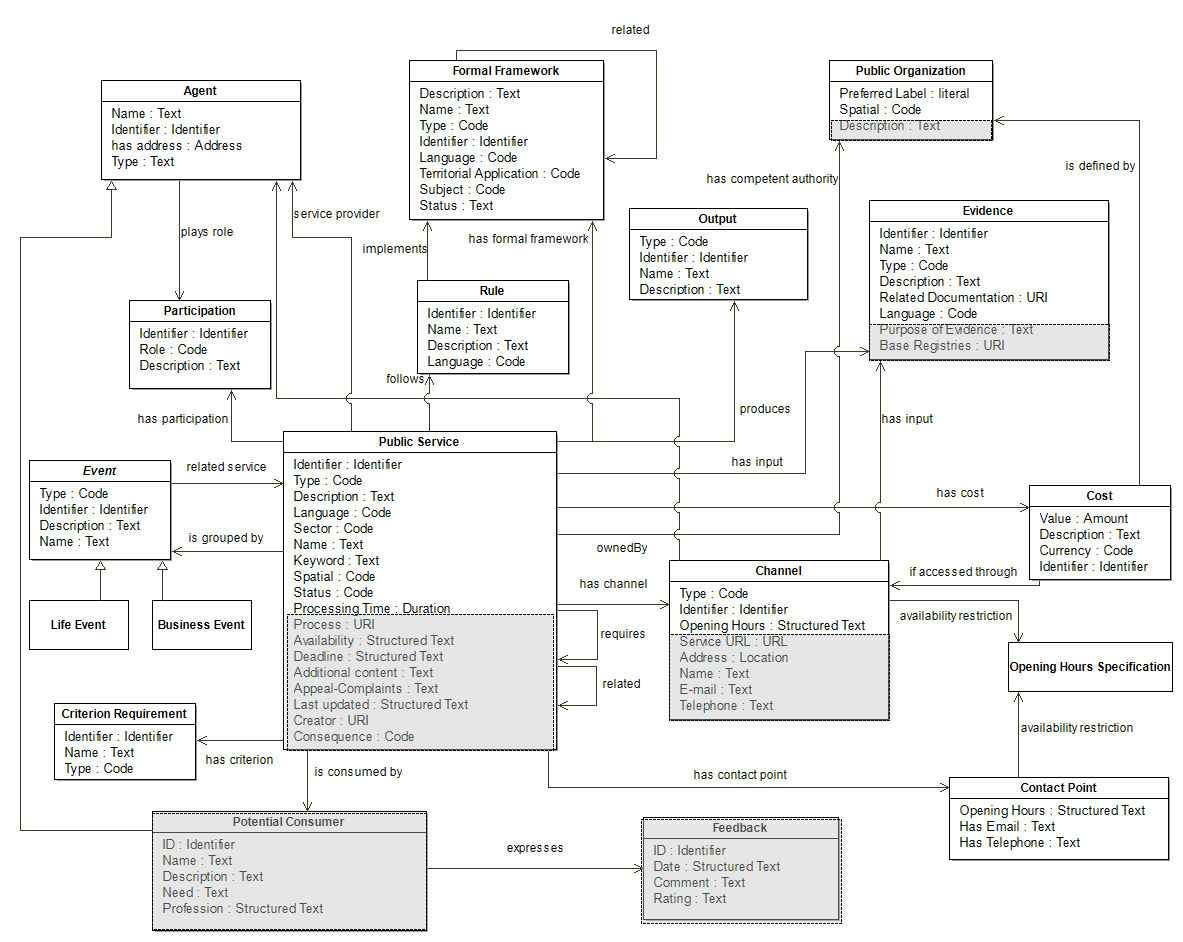 related
Formal Framework
Description : Text
Name : Text
Type : Code
Identifier : Identifier
Language : Code
Territorial Application : Code
Subject : Code
Status : Text
Public Organization
Preferred Label : literal
Spatial : Code
Description : Text
Agent
Name : Text
Identifier : Identifier
has address : Address
Type : Text
is defined by
has competent authority
service provider
plays role
implements
has formal framework
Output
Type : Code
Identifier : Identifier
Name : Text
Description : Text
Evidence
Identifier : Identifier
Name : Text
Type : Code
Description : Text
Related Documentation : URI
Language : Code
Purpose of Evidence : Text
Base Registries : URI
Rule
Identifier : Identifier
Name : Text
Description : Text
Language : Code
Participation
Identifier : Identifier
Role : Code
Description : Text
follows
produces
has participation
has input
has input
Public Service
Identifier : Identifier
Type : Code
Description : Text
Language : Code
Sector : Code
Name : Text
Keyword : Text
Spatial : Code
Status : Code
Processing Time : Duration
Process : URI
Availability : Structured Text
Deadline : Structured Text
Additional content : Text
Appeal-Complaints : Text
Last updated : Structured Text
Creator : URI
Consequence : Code
Event
Type : Code
Identifier : Identifier
Description : Text
Name : Text
related service
is grouped by
Life Event
Business Event
has cost
Cost
Value : Amount
Description : Text
Currency : Code
Identifier : Identifier
ownedBy
has channel
if accessed through
Channel
Type : Code
Identifier : Identifier
Opening Hours : Structured Text
Service URL : URL
Address : Location
Name : Text
E-mail : Text
Telephone : Text
availability restriction
requires
related
Opening Hours Specification
Criterion Requirement
Identifier : Identifier
Name : Text
Type : Code
has criterion
is consumed by
availability restriction
has contact point
Contact Point
Opening Hours : Structured Text
Has Email : Text
Has Telephone : Text
Potential Consumer
ID : Identifier
Name : Text
Description : Text
Need : Text
Profession : Structured Text
expresses
Feedback
ID : Identifier
Date : Structured Text
Comment : Text
Rating : Text